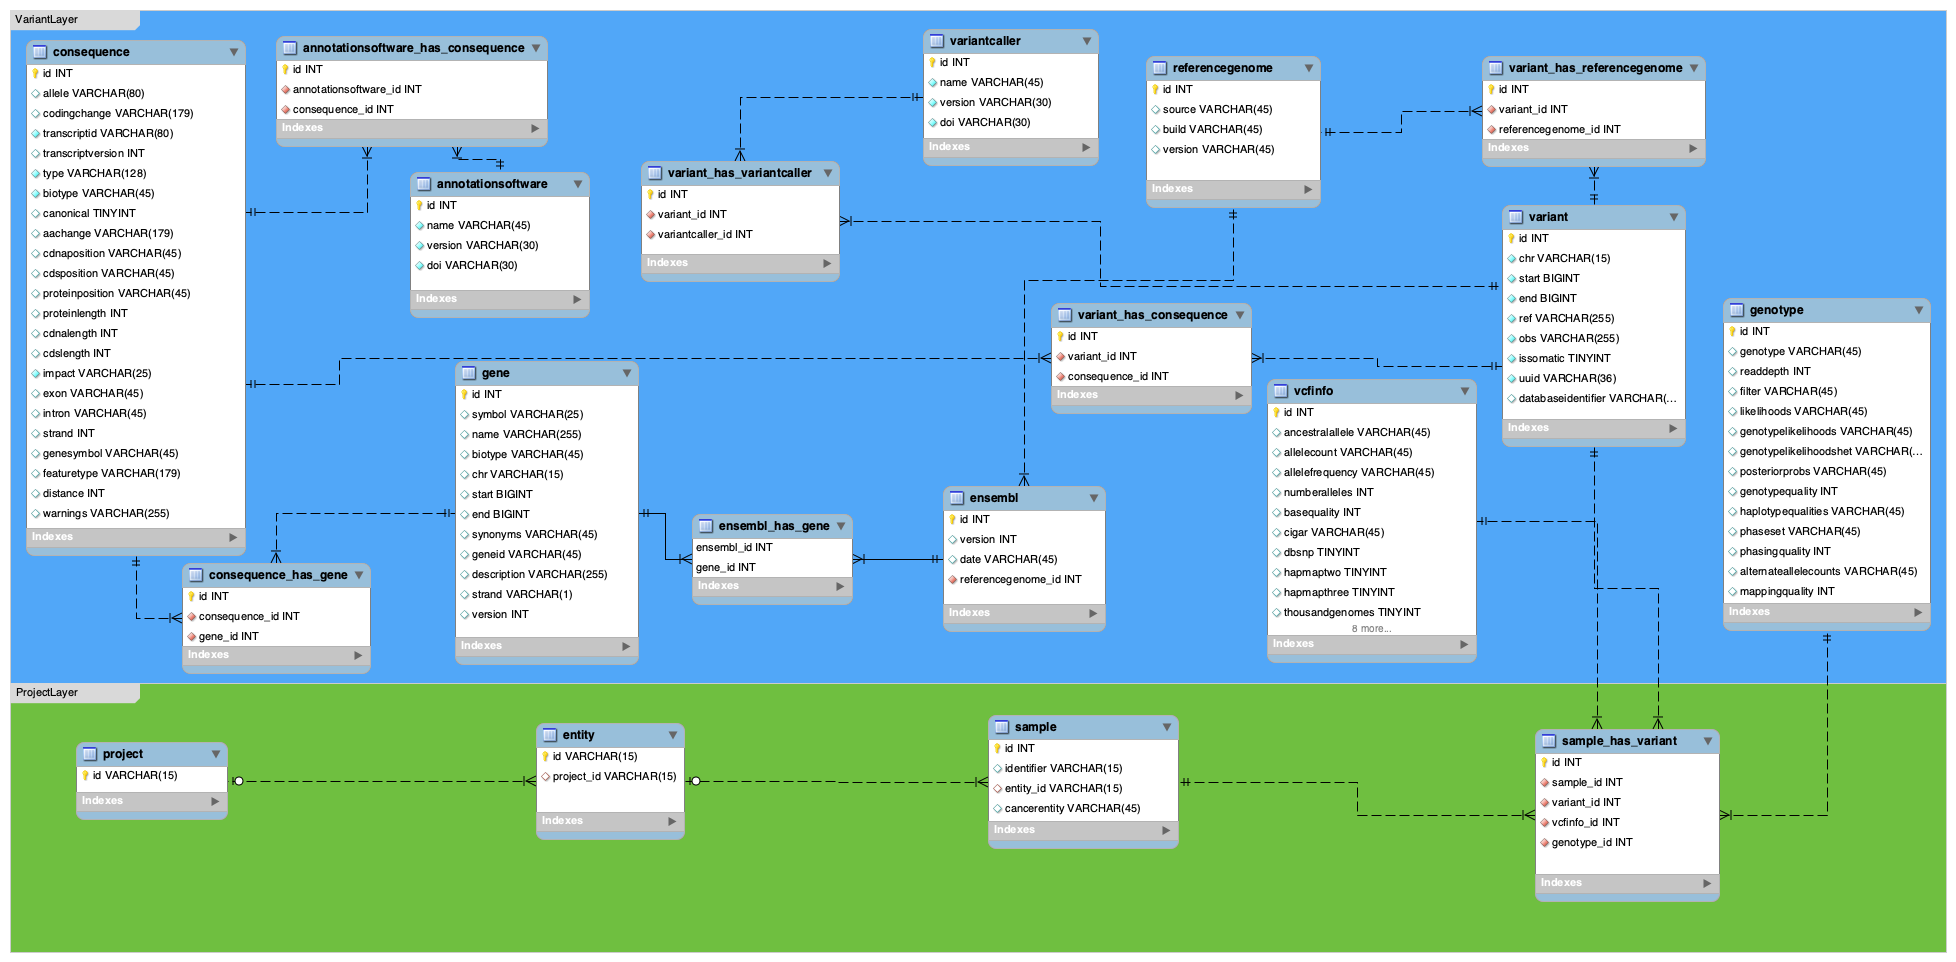 VariantLayer
consequence
id INT
allele VARCHAR(80)
codingchange VARCHAR(179)
transcriptid VARCHAR(80)
transcriptversion INT
type VARCHAR(128)
biotype VARCHAR(45)
canonical TINYINT
aachange VARCHAR(179)
cdnaposition VARCHAR(45)
cdsposition VARCHAR(45)
proteinposition VARCHAR(45)
proteinlength INT
cdnalength INT
cdslength INT
impact VARCHAR(25)
exon VARCHAR(45)
intron VARCHAR(45)
strand INT
genesymbol VARCHAR(45)
featuretype VARCHAR(179)
distance INT
warnings VARCHAR(255)
Indexes
annotationsoftware_has_consequence
id INT
annotationsoftware_id INT
consequence_id INT
Indexes
annotationsoftware
id INT
name VARCHAR(45)
version VARCHAR(30)
doi VARCHAR(30)
Indexes
variant_has_variantcaller
id INT
variant_id INT
variantcaller_id INT
Indexes
variantcaller
id INT
name VARCHAR(45)
version VARCHAR(30)
doi VARCHAR(30)
Indexes
referencegenome
id INT
source VARCHAR(45)
build VARCHAR(45)
version VARCHAR(45)
Indexes
variant_has_referencegenome
id INT
variant_id INT
referencegenome_id INT
Indexes
variant
id INT
chr VARCHAR(15)
start BIGINT
end BIGINT
ref VARCHAR(255)
obs VARCHAR(255)
issomatic TINYINT
uuid VARCHAR(36)
databaseidentifier VARCHAR(...
Indexes
variant_has_consequence
id INT
variant_id INT
consequence_id INT
Indexes
genotype
id INT
genotype VARCHAR(45)
readdepth INT
filter VARCHAR(45)
likelihoods VARCHAR(45)
genotypelikelihoods VARCHAR(45)
genotypelikelihoodshet VARCHAR(...
posteriorprobs VARCHAR(45)
genotypequality INT
haplotypequalities VARCHAR(45)
phaseset VARCHAR(45)
phasingquality INT
alternateallelecounts VARCHAR(45)
mappingquality INT
Indexes
vcfinfo
id INT
ancestralallele VARCHAR(45)
allelecount VARCHAR(45)
allelefrequency VARCHAR(45)
numberalleles INT
basequality INT
cigar VARCHAR(45)
dbsnp TINYINT
hapmaptwo TINYINT
hapmapthree TINYINT
thousandgenomes TINYINT
8 more...
Indexes
gene
id INT
symbol VARCHAR(25)
name VARCHAR(255)
biotype VARCHAR(45)
chr VARCHAR(15)
start BIGINT
end BIGINT
synonyms VARCHAR(45)
geneid VARCHAR(45)
description VARCHAR(255)
strand VARCHAR(1)
version INT
Indexes
ensembl_has_gene
ensembl_id INT
gene_id INT
Indexes
ensembl
id INT
version INT
date VARCHAR(45)
referencegenome_id INT
Indexes
consequence_has_gene
id INT
consequence_id INT
gene_id INT
Indexes
ProjectLayer
project
id VARCHAR(15)
Indexes
entity
id VARCHAR(15)
project_id VARCHAR(15)
Indexes
sample
id INT
identifier VARCHAR(15)
entity_id VARCHAR(15)
cancerentity VARCHAR(45)
Indexes
sample_has_variant
id INT
sample_id INT
variant_id INT
vcfinfo_id INT
genotype_id INT
Indexes